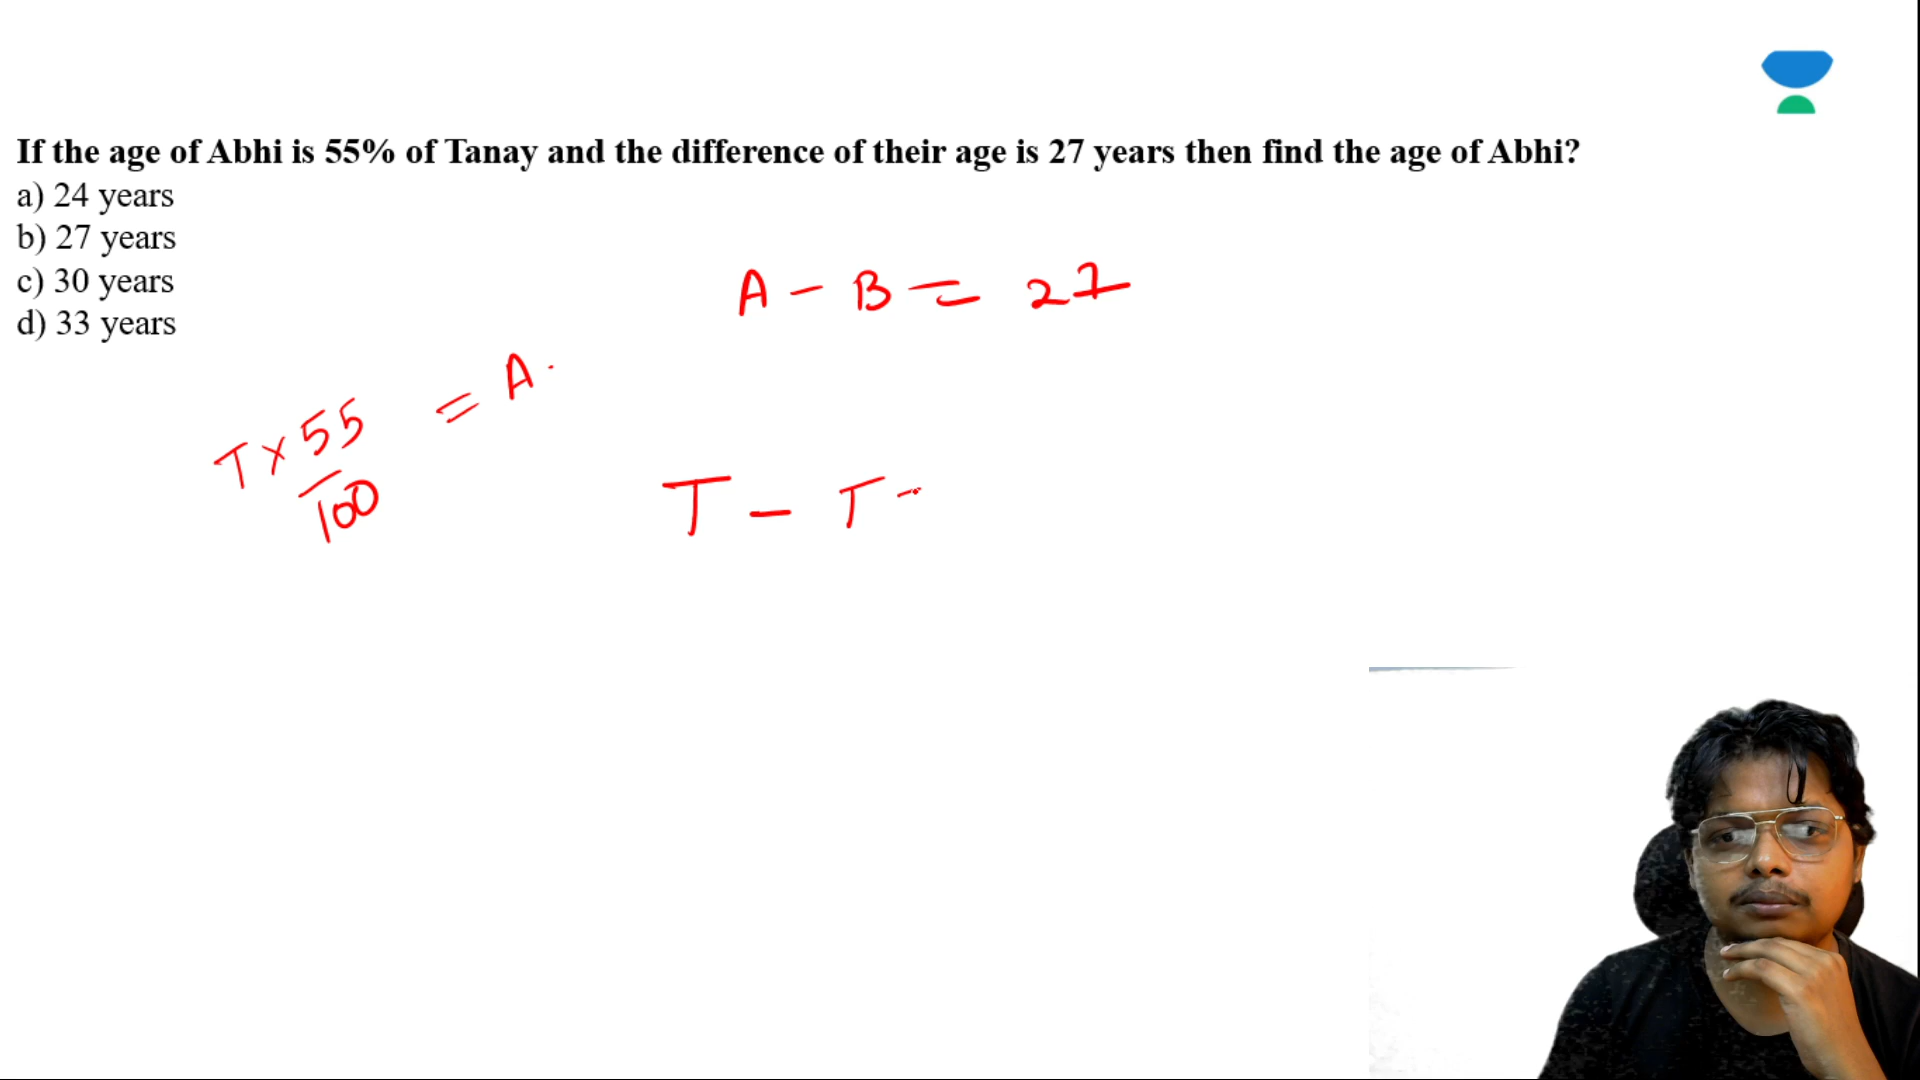 If the age of Abhi is 55% of Tanay and the difference of their age is 27 years then find the age of Abhi?
a) 24 years
b) 27 years
c) 30 years
d) 33 years
A - B = 27
T × 55/100 = A.
T - T -